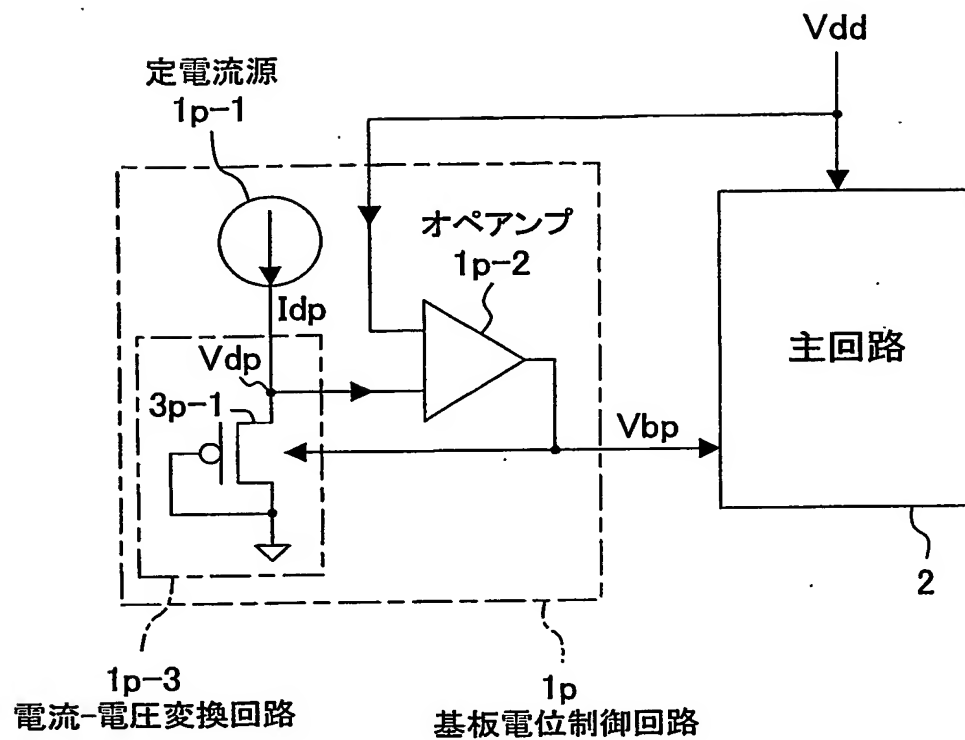 Vdd
定電流源
1p-1
オペアンプ
1p-2
Idp
Vdp
3p-1
主回路
Vbp
2
1p-3
電流-電圧変換回路
1p
基板電位制御回路